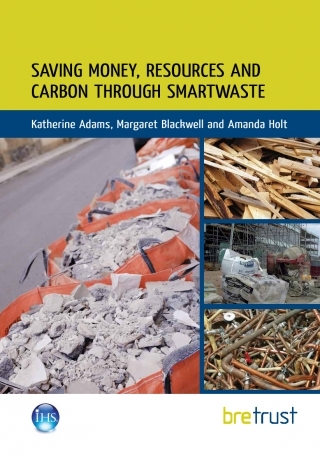 SAVING MONEY, RESOURCES AND
CARBON THROUGH SMARTWASTE
Katherine Adams, Margaret Blackwell and Amanda Holt
IHS
bretrust